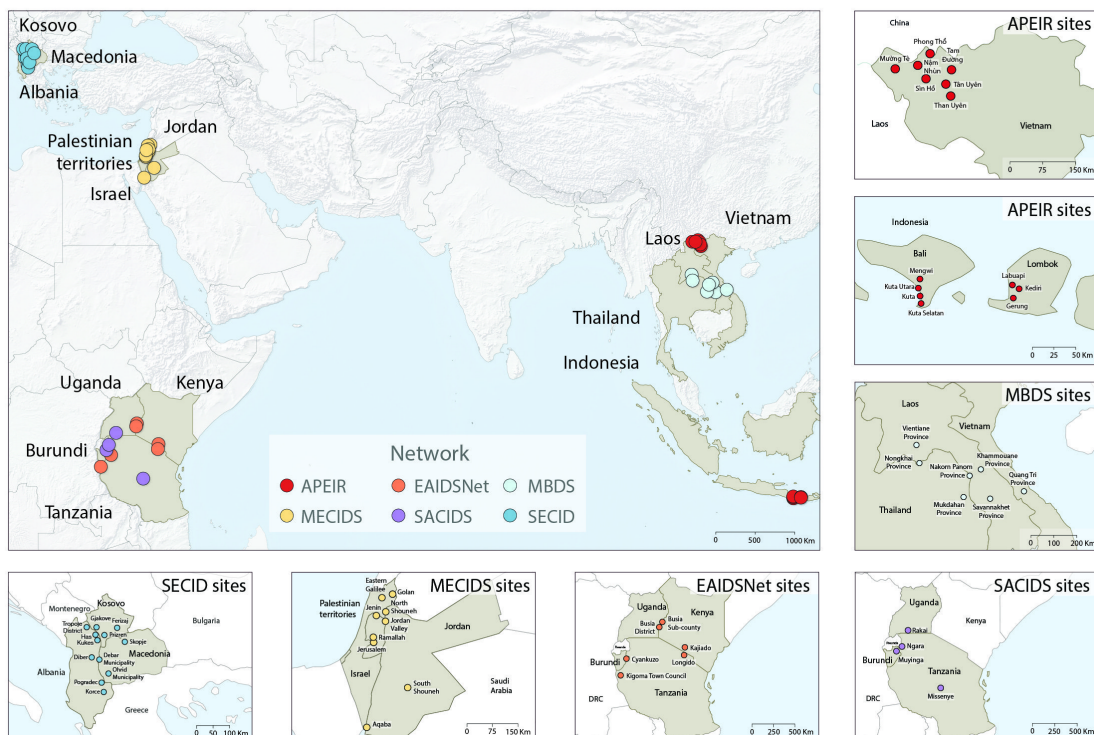 Kosovo
Macedonia
Albania
Jordan
Palestinian
territories
Israel
Vietnam
Laos
Thailand
Indonesia
Uganda
Kenya
Burundi
Tanzania
Network
APEIR
EAIDSNet
MBDS
MECIDS
SACIDS
SECID
0
1000 Km
APEIR sites
China
Phong Thổ
Tam
Đường
Mường Tè
Nậm
Nhùn
Sìn Hồ
Tân Uyên
Than Uyên
Laos
Vietnam
0 75 150 Km
APEIR sites
Indonesia
Bali
Lombok
Mengwi
Labuapi
Kuta Utara
Kediri
Kuta
Gerung
Kuta Selatan
0 25 50 Km
MBDS sites
Laos
Vietnam
Vientiane
Province
Nongkhai
Province
Nakorn Panom
Province
Khammouane
Province
Quang Tri
Province
Mukdahan
Province
Savannakhet
Province
Thailand
0 100 200 Km
SECID sites
Kosovo
Montenegro
Bulgaria
Gjakove
Ferizaj
Tropoje
District
Has
Prizren
Kukes
Skopje
Diber
Debar
Municipality
Macedonia
Albania
Ohrid
Municipality
Pogradec
Korce
Greece
0 50 100 Km
MECIDS sites
Eastern
Galilee
Golan
Palestinian
territories
Jenin
North
Shouneh
Jordan
Valley
Ramallah
Jerusalem
Jordan
Israel
South
Shouneh
Saudi
Arabia
Aqaba
0 75 150 Km
EAIDSNet sites
Uganda
Kenya
Busia
District
Busia
Sub-county
Kajiado
Longido
Burundi
Cyankuzo
Kigoma Town Council
DRC
Tanzania
0 250 500 Km
SACIDS sites
Uganda
Rakai
Kenya
Ngara
Burundi
Muyinga
Tanzania
Missenye
DRC
0 250 500 Km